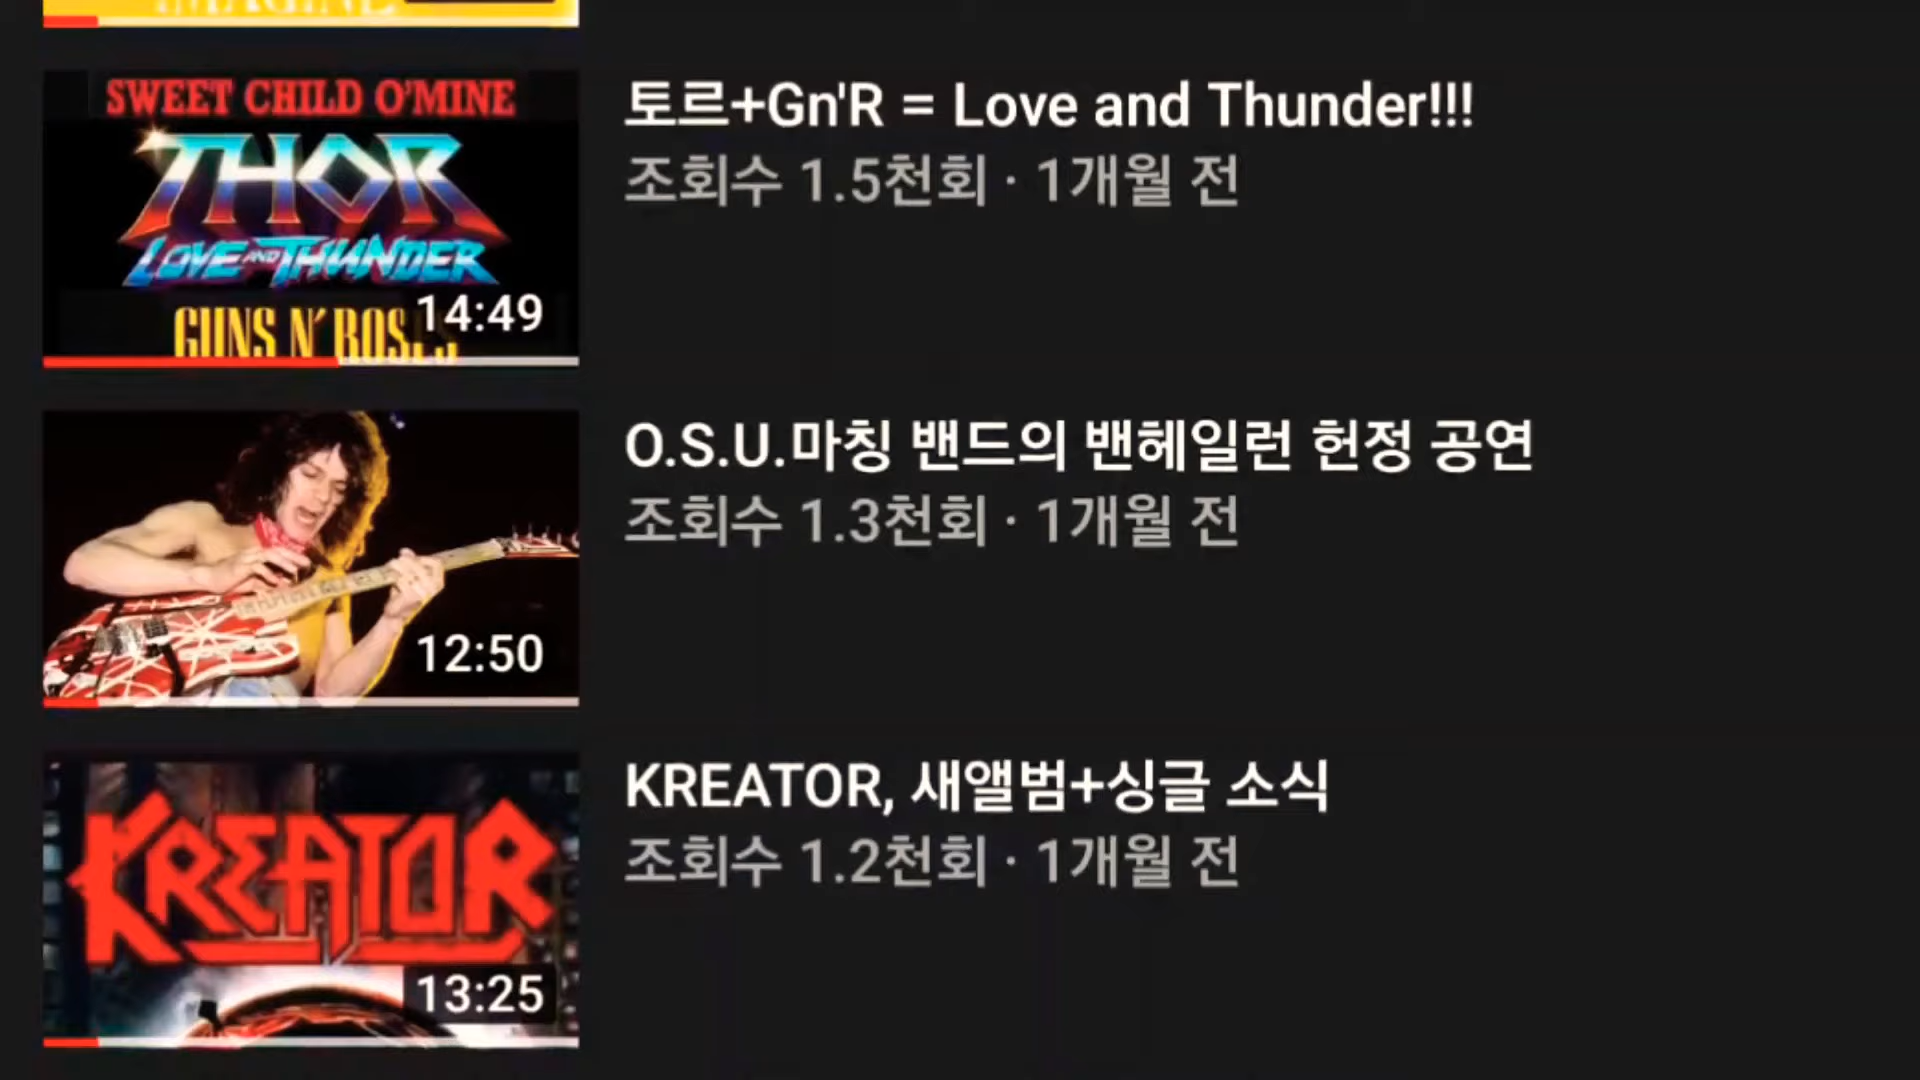 IMAGINE
SWEET CHILD O'MINE
THOR
LOVE AND THUNDER
GUNS N' ROSES
14:49
토르+Gn'R = Love and Thunder!!!
조회수 1.5천회 · 1개월 전
12:50
O.S.U.마칭 밴드의 밴헤일런 헌정 공연
조회수 1.3천회 · 1개월 전
KREATOR
13:25
KREATOR, 새앨범+싱글 소식
조회수 1.2천회 · 1개월 전